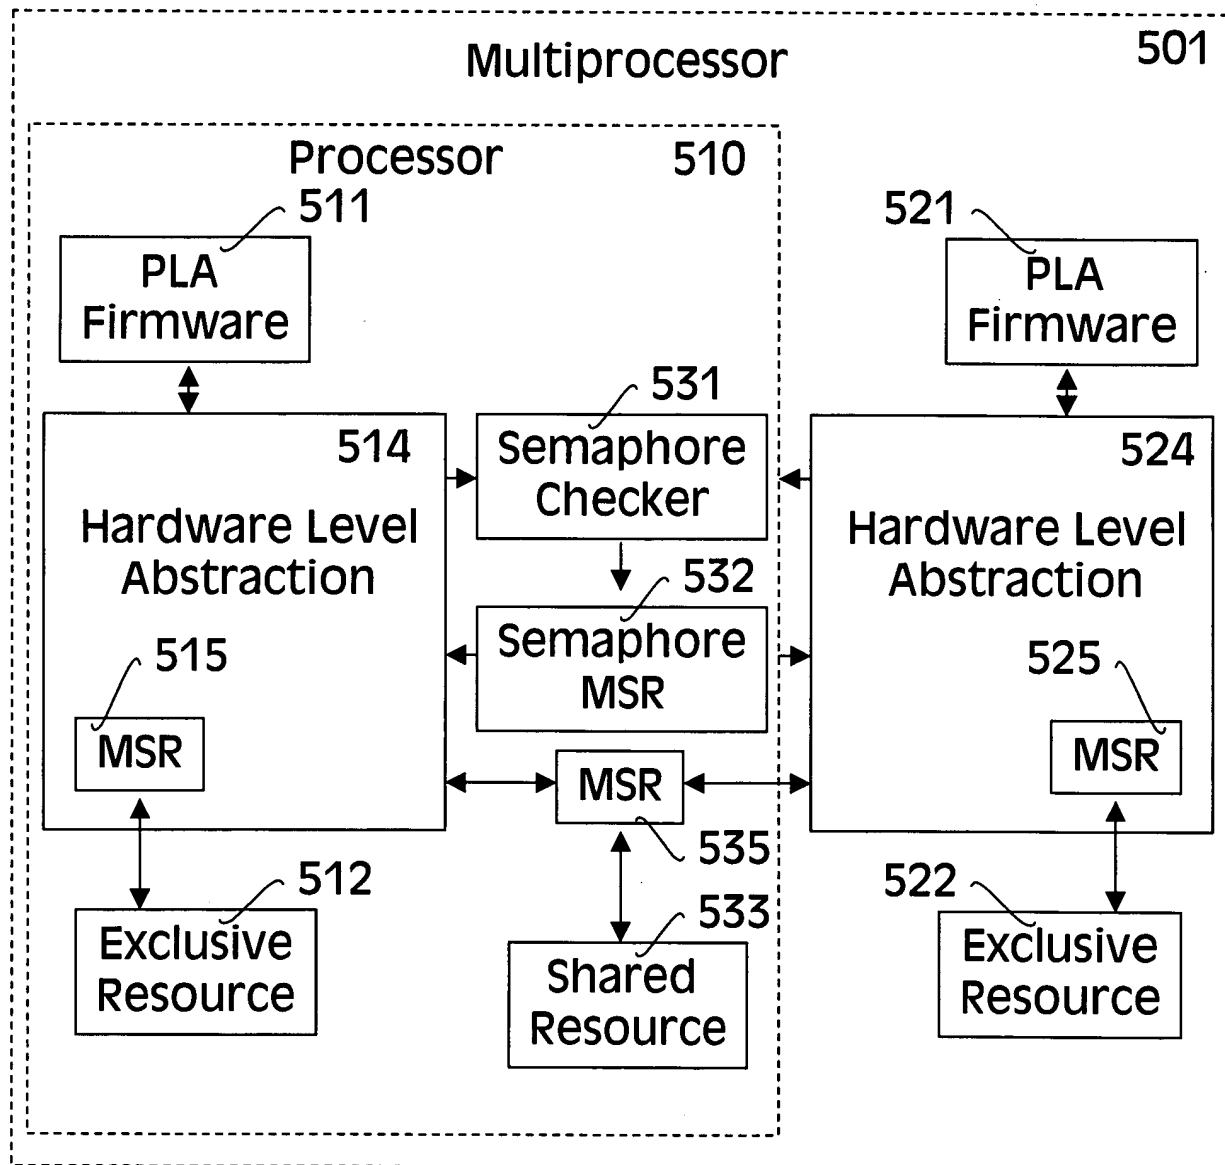 Multiprocessor
501
Processor
510
511
521
PLA
Firmware
PLA
Firmware
531
514
Semaphore
Checker
524
Hardware Level
Abstraction
Hardware Level
Abstraction
532
Semaphore
MSR
515
525
MSR
MSR
MSR
535
512
533
522
Exclusive
Resource
Shared
Resource
Exclusive
Resource